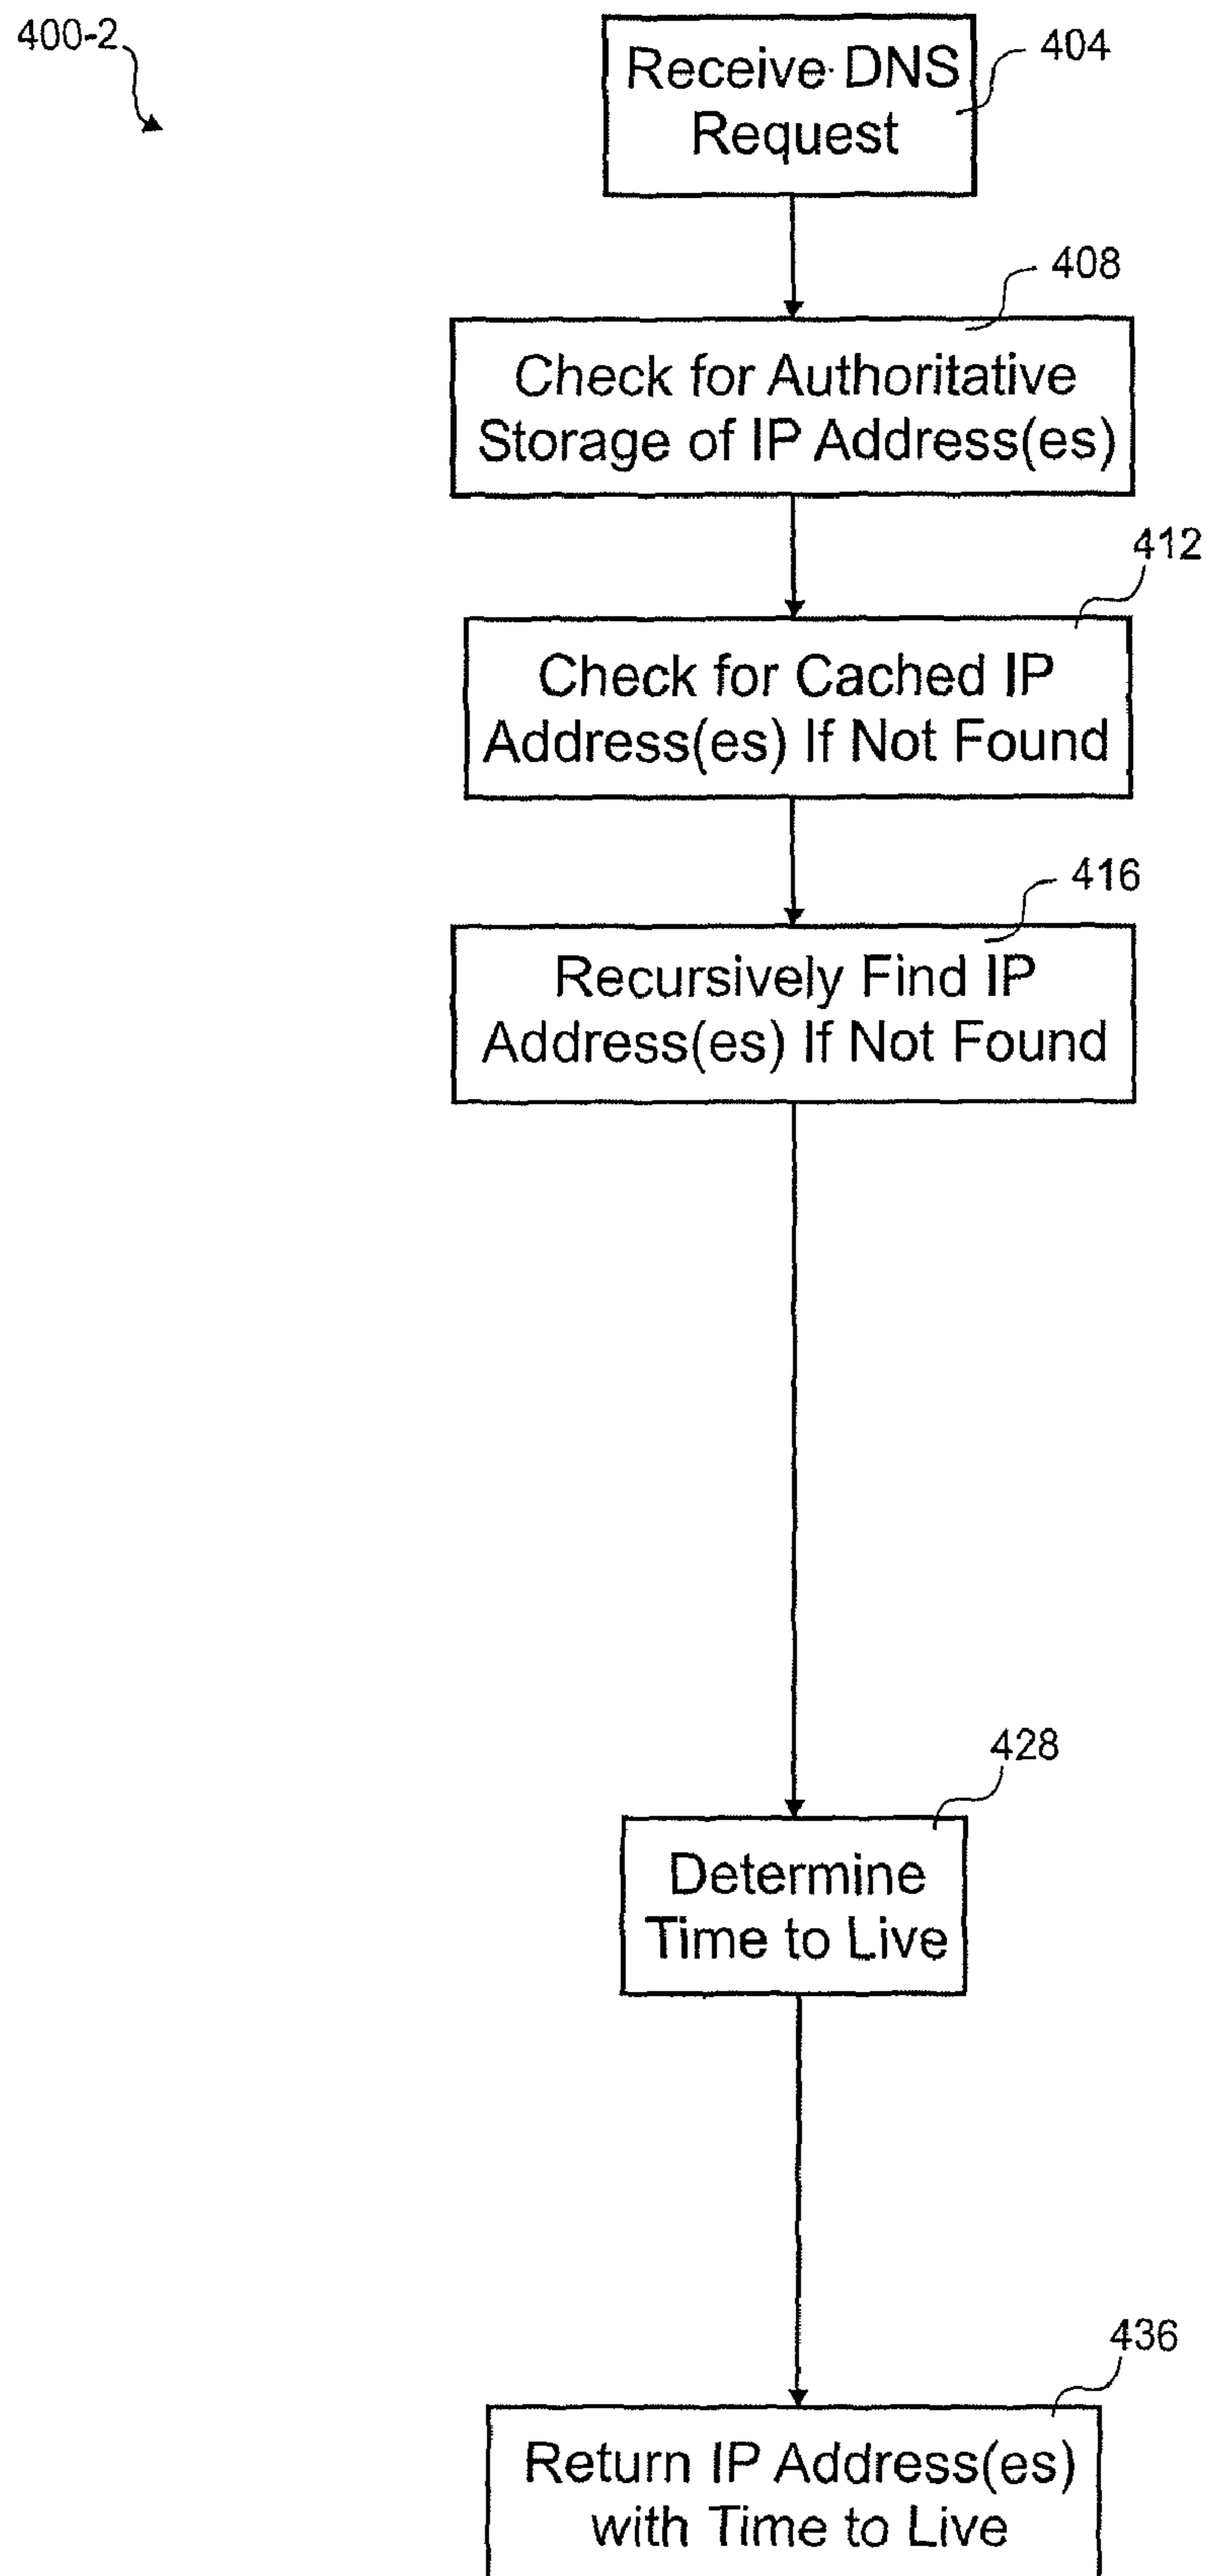 400-2
404
Receive DNS
Request
408
Check for Authoritative
Storage of IP Address(es)
412
Check for Cached IP
Address(es) If Not Found
416
Recursively Find IP
Address(es) If Not Found
428
Determine
Time to Live
436
Return IP Address(es)
with Time to Live